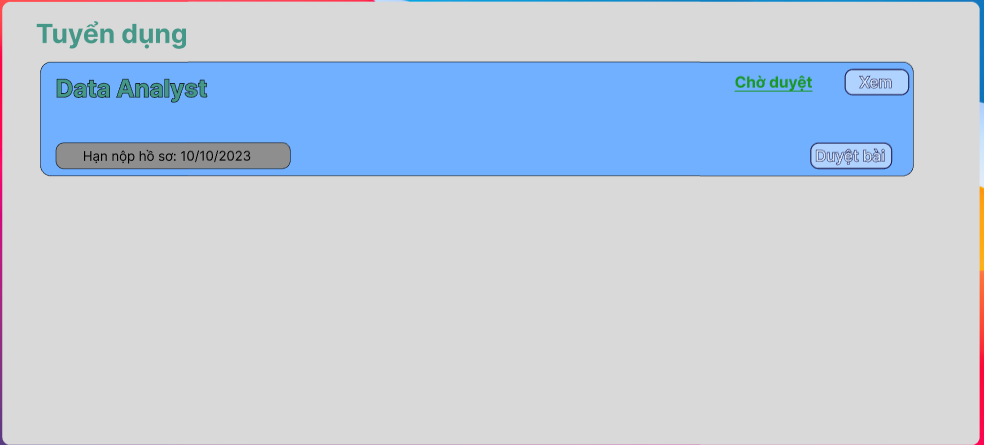 Tuyển dụng
Data Analyst
Chờ duyệt
Xem
Hạn nộp hồ sơ: 10/10/2023
Duyệt bài